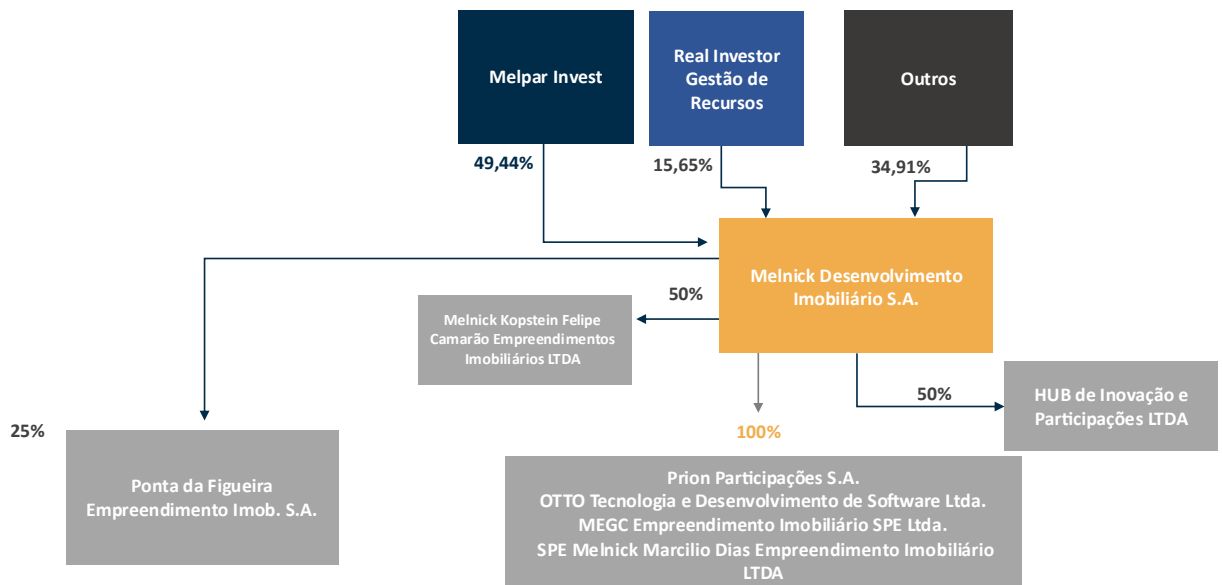 Melpar Invest
Real Investor
Gestão de
Recursos
Outros
49,44%
15,65%
34,91%
Melnick Desenvolvimento
Imobiliário S.A.
50%
Melnick Kopstein Felipe
Camarão Empreendimentos
Imobiliários LTDA
50%
HUB de Inovação e
Participações LTDA
25%
100%
Ponta da Figueira
Empreendimento Imob. S.A.
Prion Participações S.A.
OTTO Tecnologia e Desenvolvimento de Software Ltda.
MEGC Empreendimento Imobiliário SPE Ltda.
SPE Melnick Marcilio Dias Empreendimento Imobiliário
LTDA